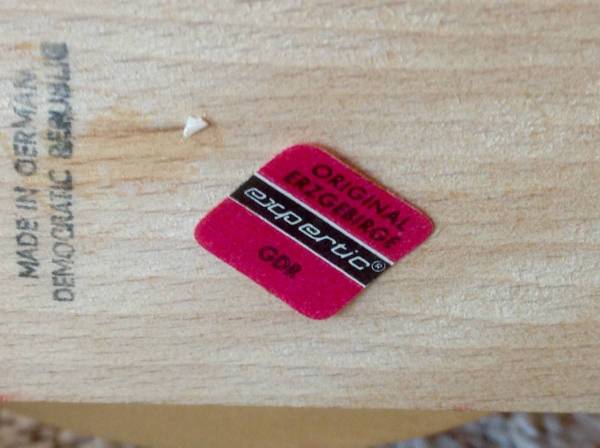 MADE IN GERMAN
DEMOCRATIC REPUBLIC
ORIGINAL
ERZGEBIRGE
expertic®
GDR